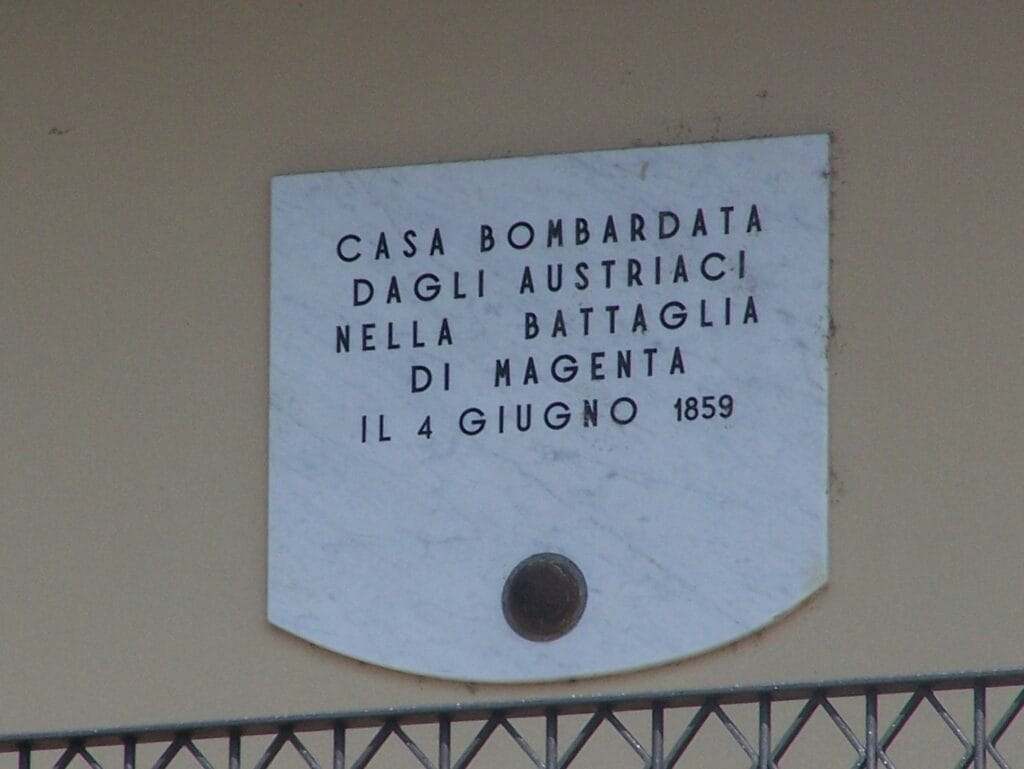 CASA BOMBARDATA
DAGLI AUSTRIACI
NELLA BATTAGLIA
DI MAGENTA
IL 4 GIUGNO 1859